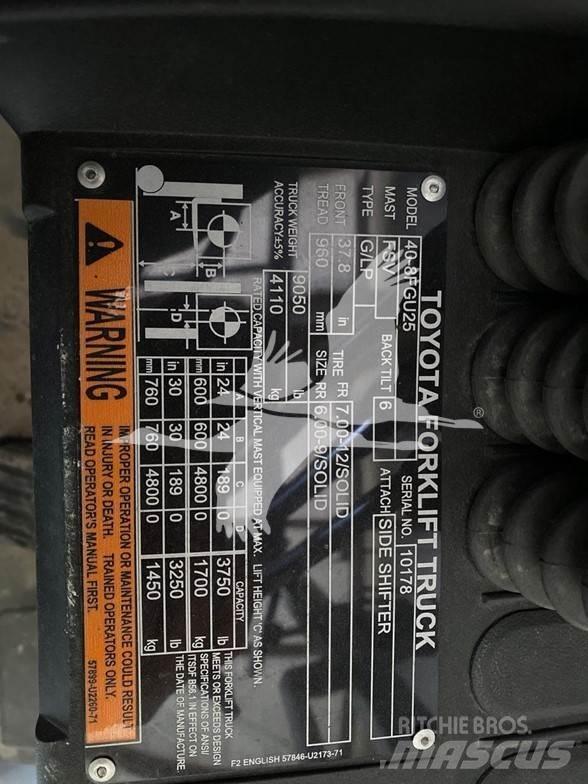 TOYOTA FORKLIFT TRUCK
MODEL 40-8FGU25 SERIAL NO. 10178
MAST FSV BACK TILT 6 ATTACH SIDE SHIFTER
TYPE G/LP
FRONT 37.8 in TIRE FR 7.00-12/SOLID
TREAD 960 mm SIZE RR 6.00-9/SOLID
TRUCK WEIGHT 9050 lb
ACCURACY±5% 4110 kg
RATED CAPACITY WITH VERTICAL MAST EQUIPPED AT MAX. LIFT HEIGHT 'C' AS SHOWN.
A B C D CAPACITY
in 24 24 189 0 3750 lb
mm 600 600 4800 0 1700 kg
in 30 30 189 0 3250 lb
mm 760 760 4800 0 1450 kg
A
B
C
D
THIS FORKLIFT TRUCK
MEETS OR EXCEEDS DESIGN
SPECIFICATIONS OF ANSI/
ITSDF B56.1 IN EFFECT ON
THE DATE OF MANUFACTURE.
F2 ENGLISH 57846-U2173-71
WARNING
IMPROPER OPERATION OR MAINTENANCE COULD RESULT
IN INJURY OR DEATH. TRAINED OPERATORS ONLY.
READ OPERATOR'S MANUAL FIRST.
57899-U2260-71
®
RITCHIE BROS.
MASCUS